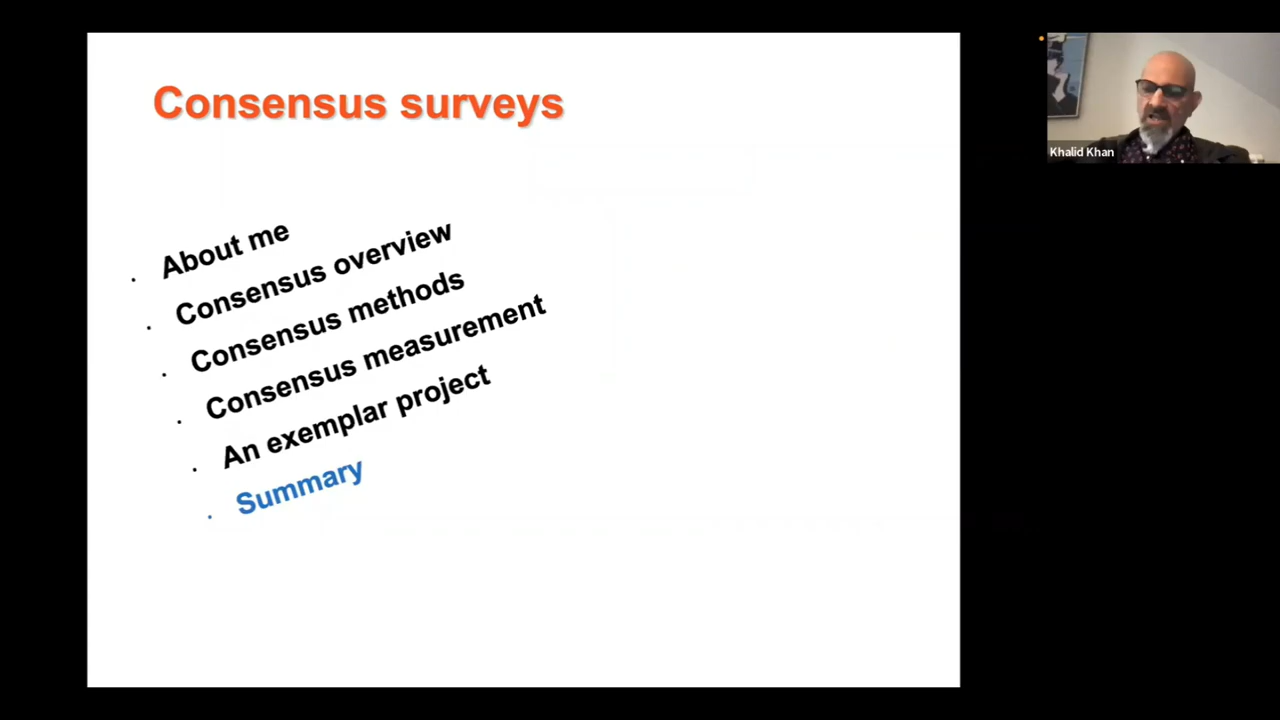 Consensus surveys
Khalid Khan
· About me
· Consensus overview
· Consensus methods
· Consensus measurement
· An exemplar project
· Summary